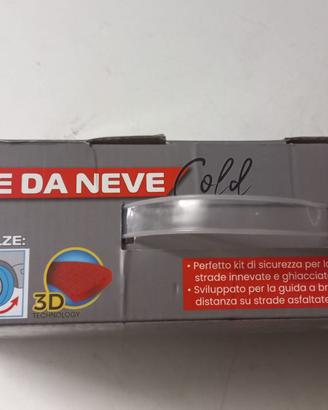 E DA NEVE Cold
LZE:
3D
TECHNOLOGY
• Perfetto kit di sicurezza per l
strade innevate e ghiacciat
• Sviluppato per la guida a br
distanza su strade asfaltate